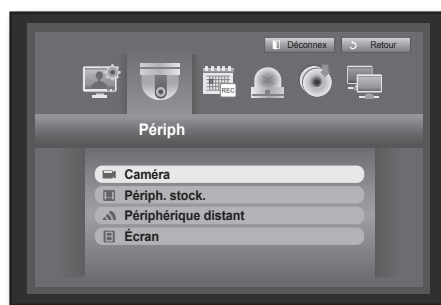 Déconnex
Retour
REC
Périph
Caméra
Périph. stock.
Périphérique distant
Écran